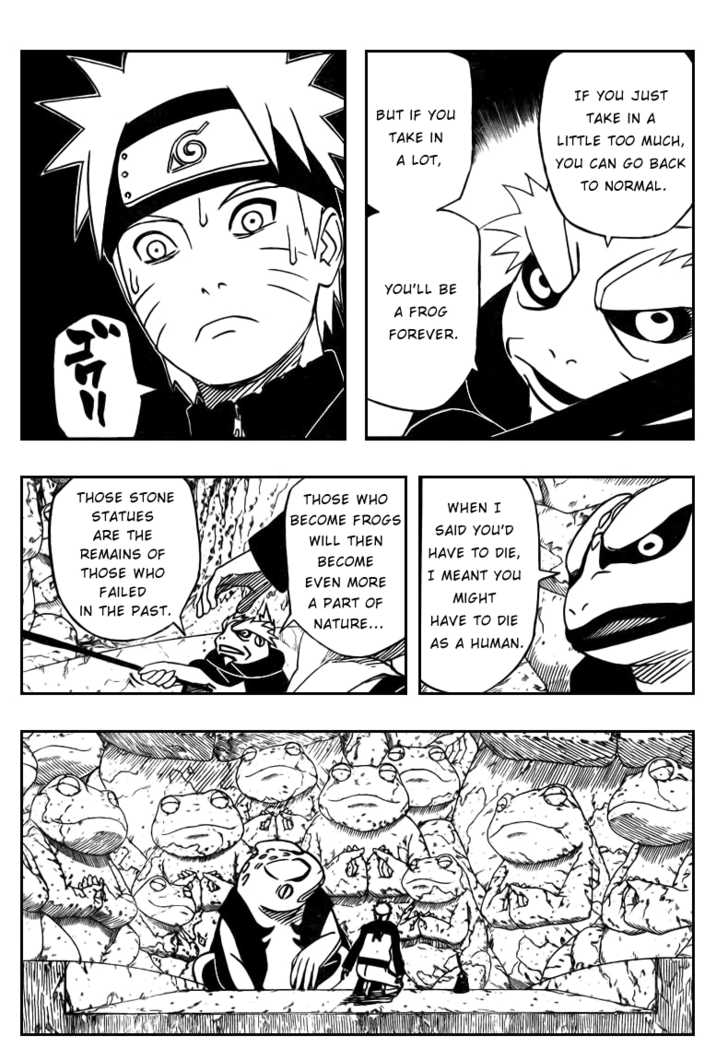 IF YOU JUST
TAKE IN A
LITTLE TOO MUCH,
YOU CAN GO BACK
TO NORMAL.
BUT IF YOU
TAKE IN
A LOT,
YOU'LL BE
A FROG
FOREVER.
ゴクリ
WHEN I
SAID YOU'D
HAVE TO DIE,
I MEANT YOU
MIGHT
HAVE TO DIE
AS A HUMAN.
THOSE WHO
BECOME FROGS
WILL THEN
BECOME
EVEN MORE
A PART OF
NATURE...
THOSE STONE
STATUES
ARE THE
REMAINS OF
THOSE WHO
FAILED
IN THE PAST.